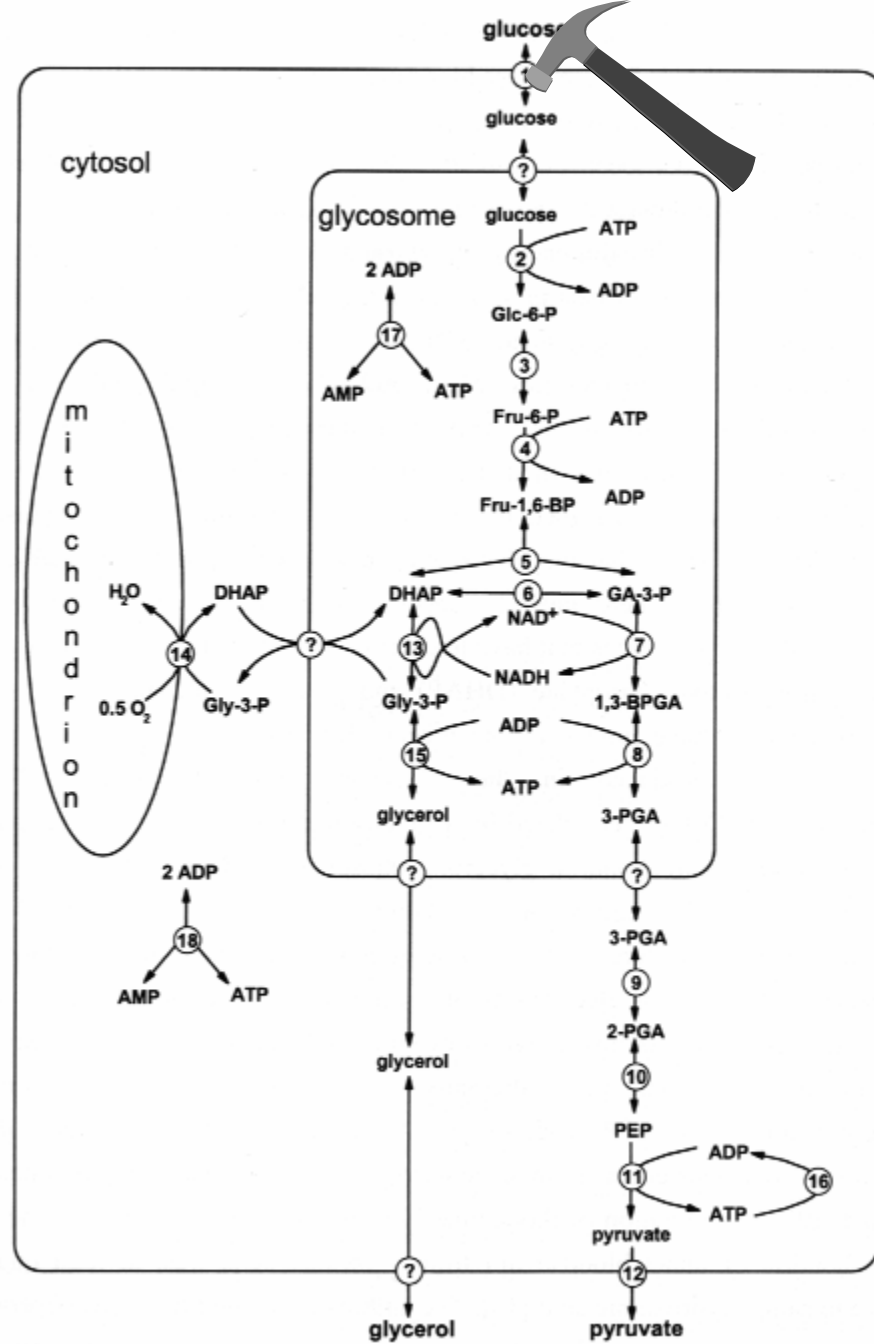 glucose
1
glucose
cytosol
?
glycosome
glucose
ATP
2
2 ADP
ADP
Glc-6-P
17
3
AMP
ATP
Fru-6-P
ATP
4
mitochondrion
ADP
Fru-1,6-BP
5
H2O
DHAP
DHAP
6
GA-3-P
NAD+
?
13
7
14
NADH
0.5 O2
Gly-3-P
Gly-3-P
1,3-BPGA
ADP
15
8
ATP
glycerol
3-PGA
2 ADP
?
?
18
3-PGA
AMP
ATP
9
2-PGA
glycerol
10
PEP
ADP
11
16
ATP
pyruvate
?
12
glycerol
pyruvate